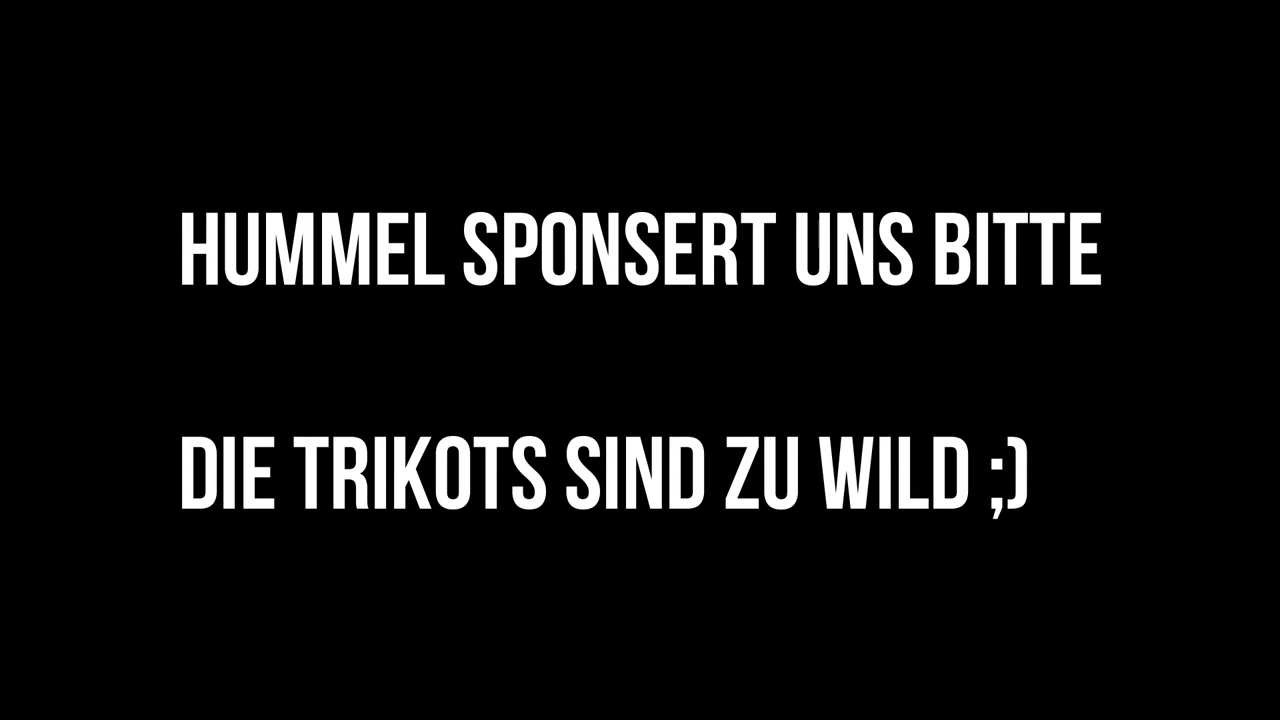 HUMMEL SPONSERT UNS BITTE
DIE TRIKOTS SIND ZU WILD ;)